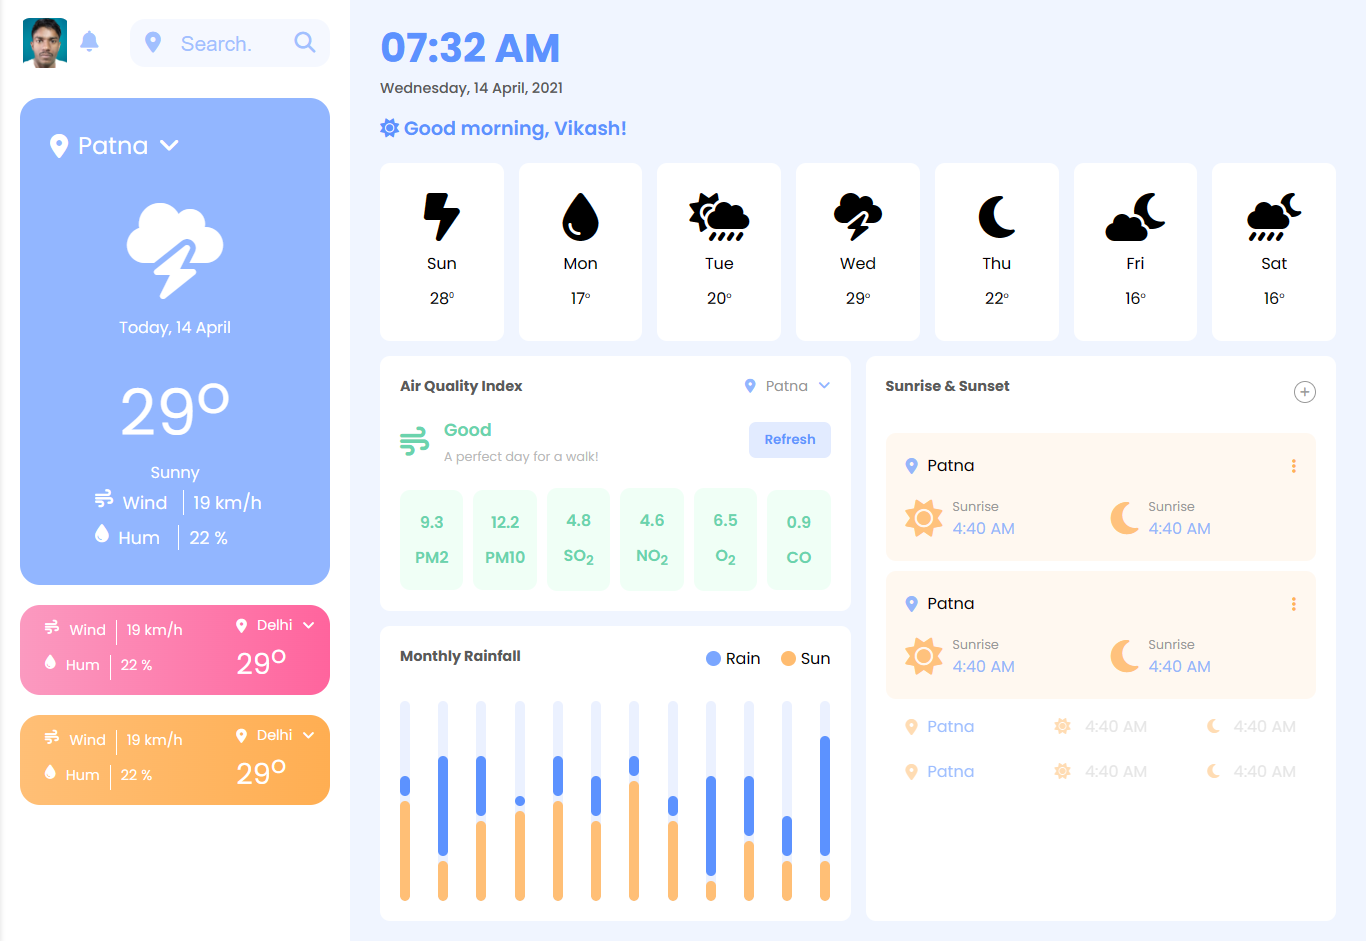 Search.
Patna
Today, 14 April
29°
Sunny
Wind 19 km/h
Hum 22 %
Wind 19 km/h
Hum 22 %
Delhi
29°
Wind 19 km/h
Hum 22 %
Delhi
29°
07:32 AM
Wednesday, 14 April, 2021
Good morning, Vikash!
Sun
28⁰
Mon
17°
Tue
20°
Wed
29°
Thu
22°
Fri
16°
Sat
16°
Air Quality Index
Patna
Good
A perfect day for a walk!
Refresh
9.3
PM2
12.2
PM10
4.8
SO₂
4.6
NO₂
6.5
O₂
0.9
CO
Monthly Rainfall
Rain
Sun
Sunrise & Sunset
Patna
Sunrise
4:40 AM
Sunrise
4:40 AM
Patna
Sunrise
4:40 AM
Sunrise
4:40 AM
Patna 4:40 AM 4:40 AM
Patna 4:40 AM 4:40 AM